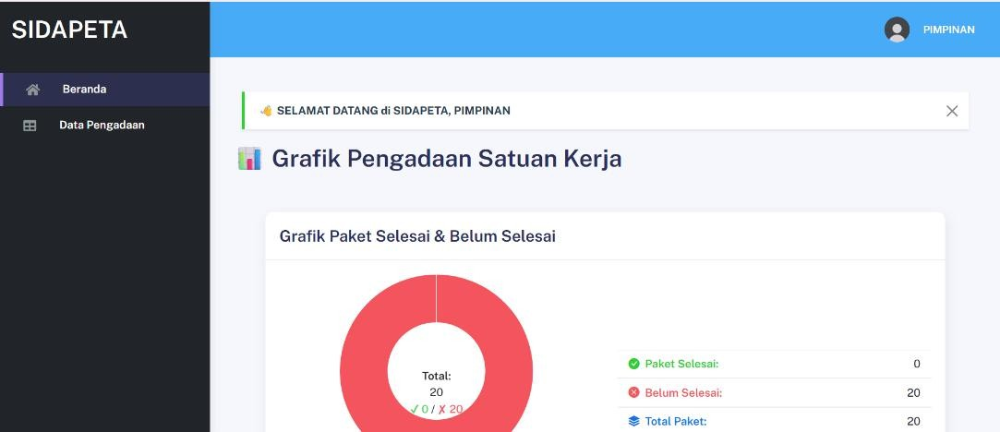 SIDAPETA
PIMPINAN
Beranda
Data Pengadaan
👋 SELAMAT DATANG di SIDAPETA, PIMPINAN
📊 Grafik Pengadaan Satuan Kerja
Grafik Paket Selesai & Belum Selesai
Total:
20
✓ 0 / ✗ 20
Paket Selesai: 0
Belum Selesai: 20
Total Paket: 20